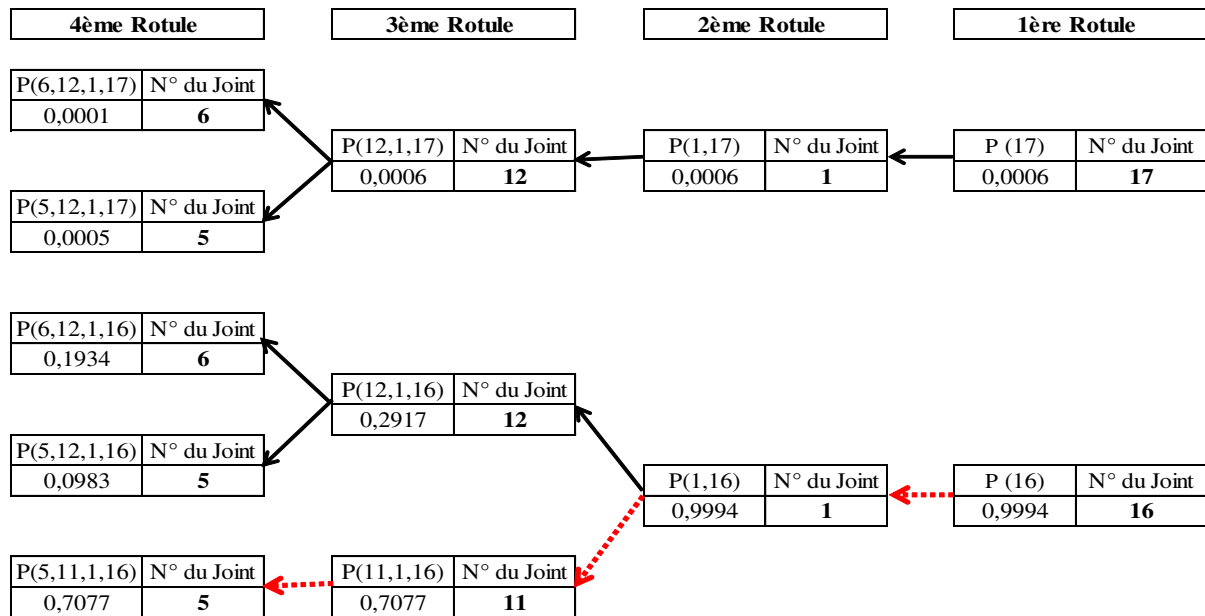 4ème Rotule 3ème Rotule 2ème Rotule 1ère Rotule
P(6,12,1,17) N° du Joint
0,0001 6
P(12,1,17) N° du Joint P(1,17) N° du Joint P (17) N° du Joint
0,0006 12 0,0006 1 0,0006 17
P(5,12,1,17) N° du Joint
0,0005 5
P(6,12,1,16) N° du Joint
0,1934 6
P(12,1,16) N° du Joint
0,2917 12
P(5,12,1,16) N° du Joint
0,0983 5
P(1,16) N° du Joint P (16) N° du Joint
0,9994 1 0,9994 16
P(5,11,1,16) N° du Joint P(11,1,16) N° du Joint
0,7077 5 0,7077 11